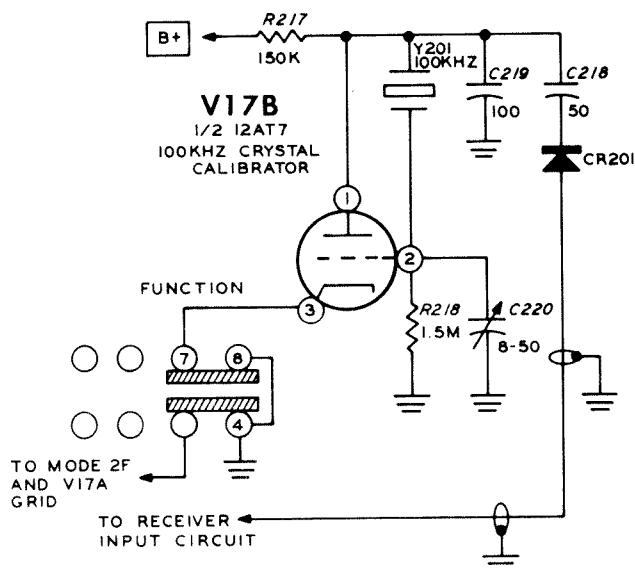 R217
B+
150K
Y201
100KHZ
C219
100
C218
50
V17B
1/2 12AT7
100KHZ CRYSTAL
CALIBRATOR
CR201
1
2
3
FUNCTION
R218
1.5M
C220
8-50
7
8
4
TO MODE 2F
AND V17A
GRID
TO RECEIVER
INPUT CIRCUIT